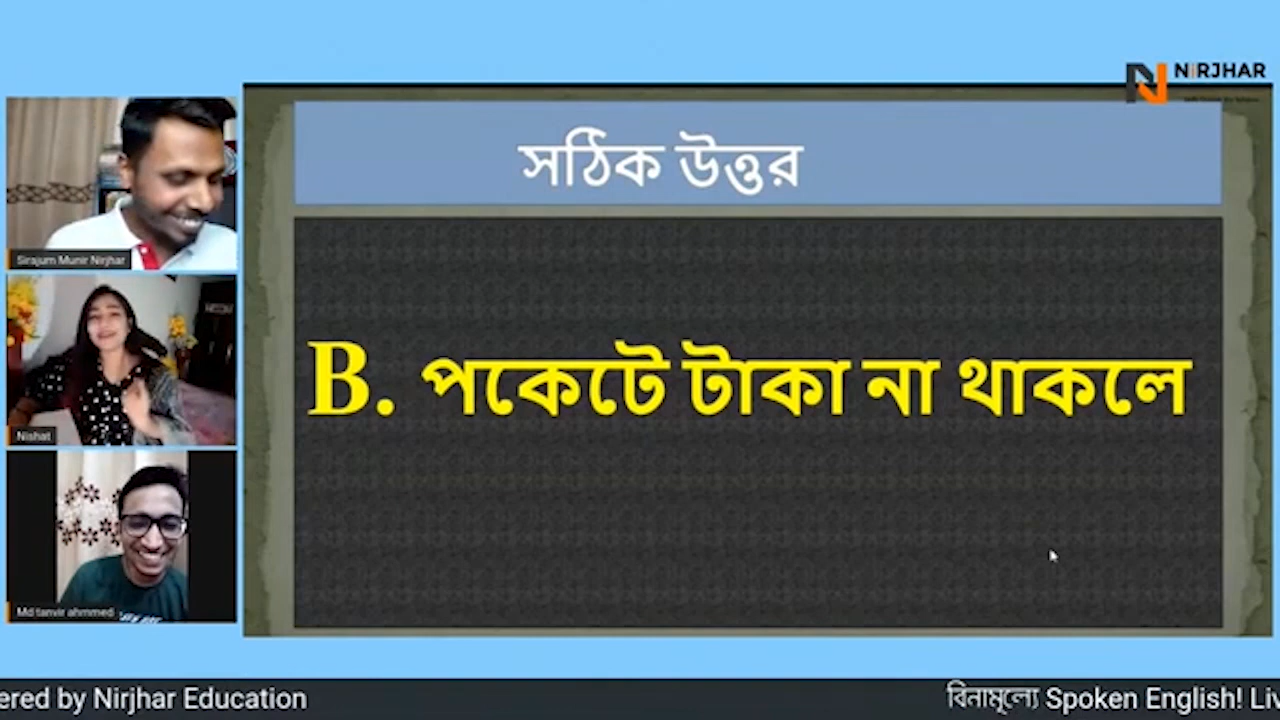 NIRJHAR
সঠিক উত্তর
Sirajum Munir Nirjhar
B. পকেটে টাকা না থাকলে
Nishat
Md tanvir ahmmed
ered by Nirjhar Education
বিনামূল্যে Spoken English! Liv